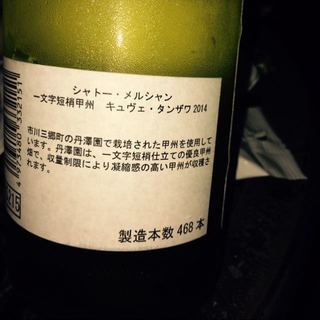 シャトー・メルシャン
一文字短梢甲州　キュヴェ・タンザワ 2014
市川三郷町の丹澤園で栽培された甲州を使用して
います。丹澤園は、一文字短梢仕立ての優良甲州
畑で、収量制限により凝縮感の高い甲州が収穫さ
れます。
製造本数 468 本
215